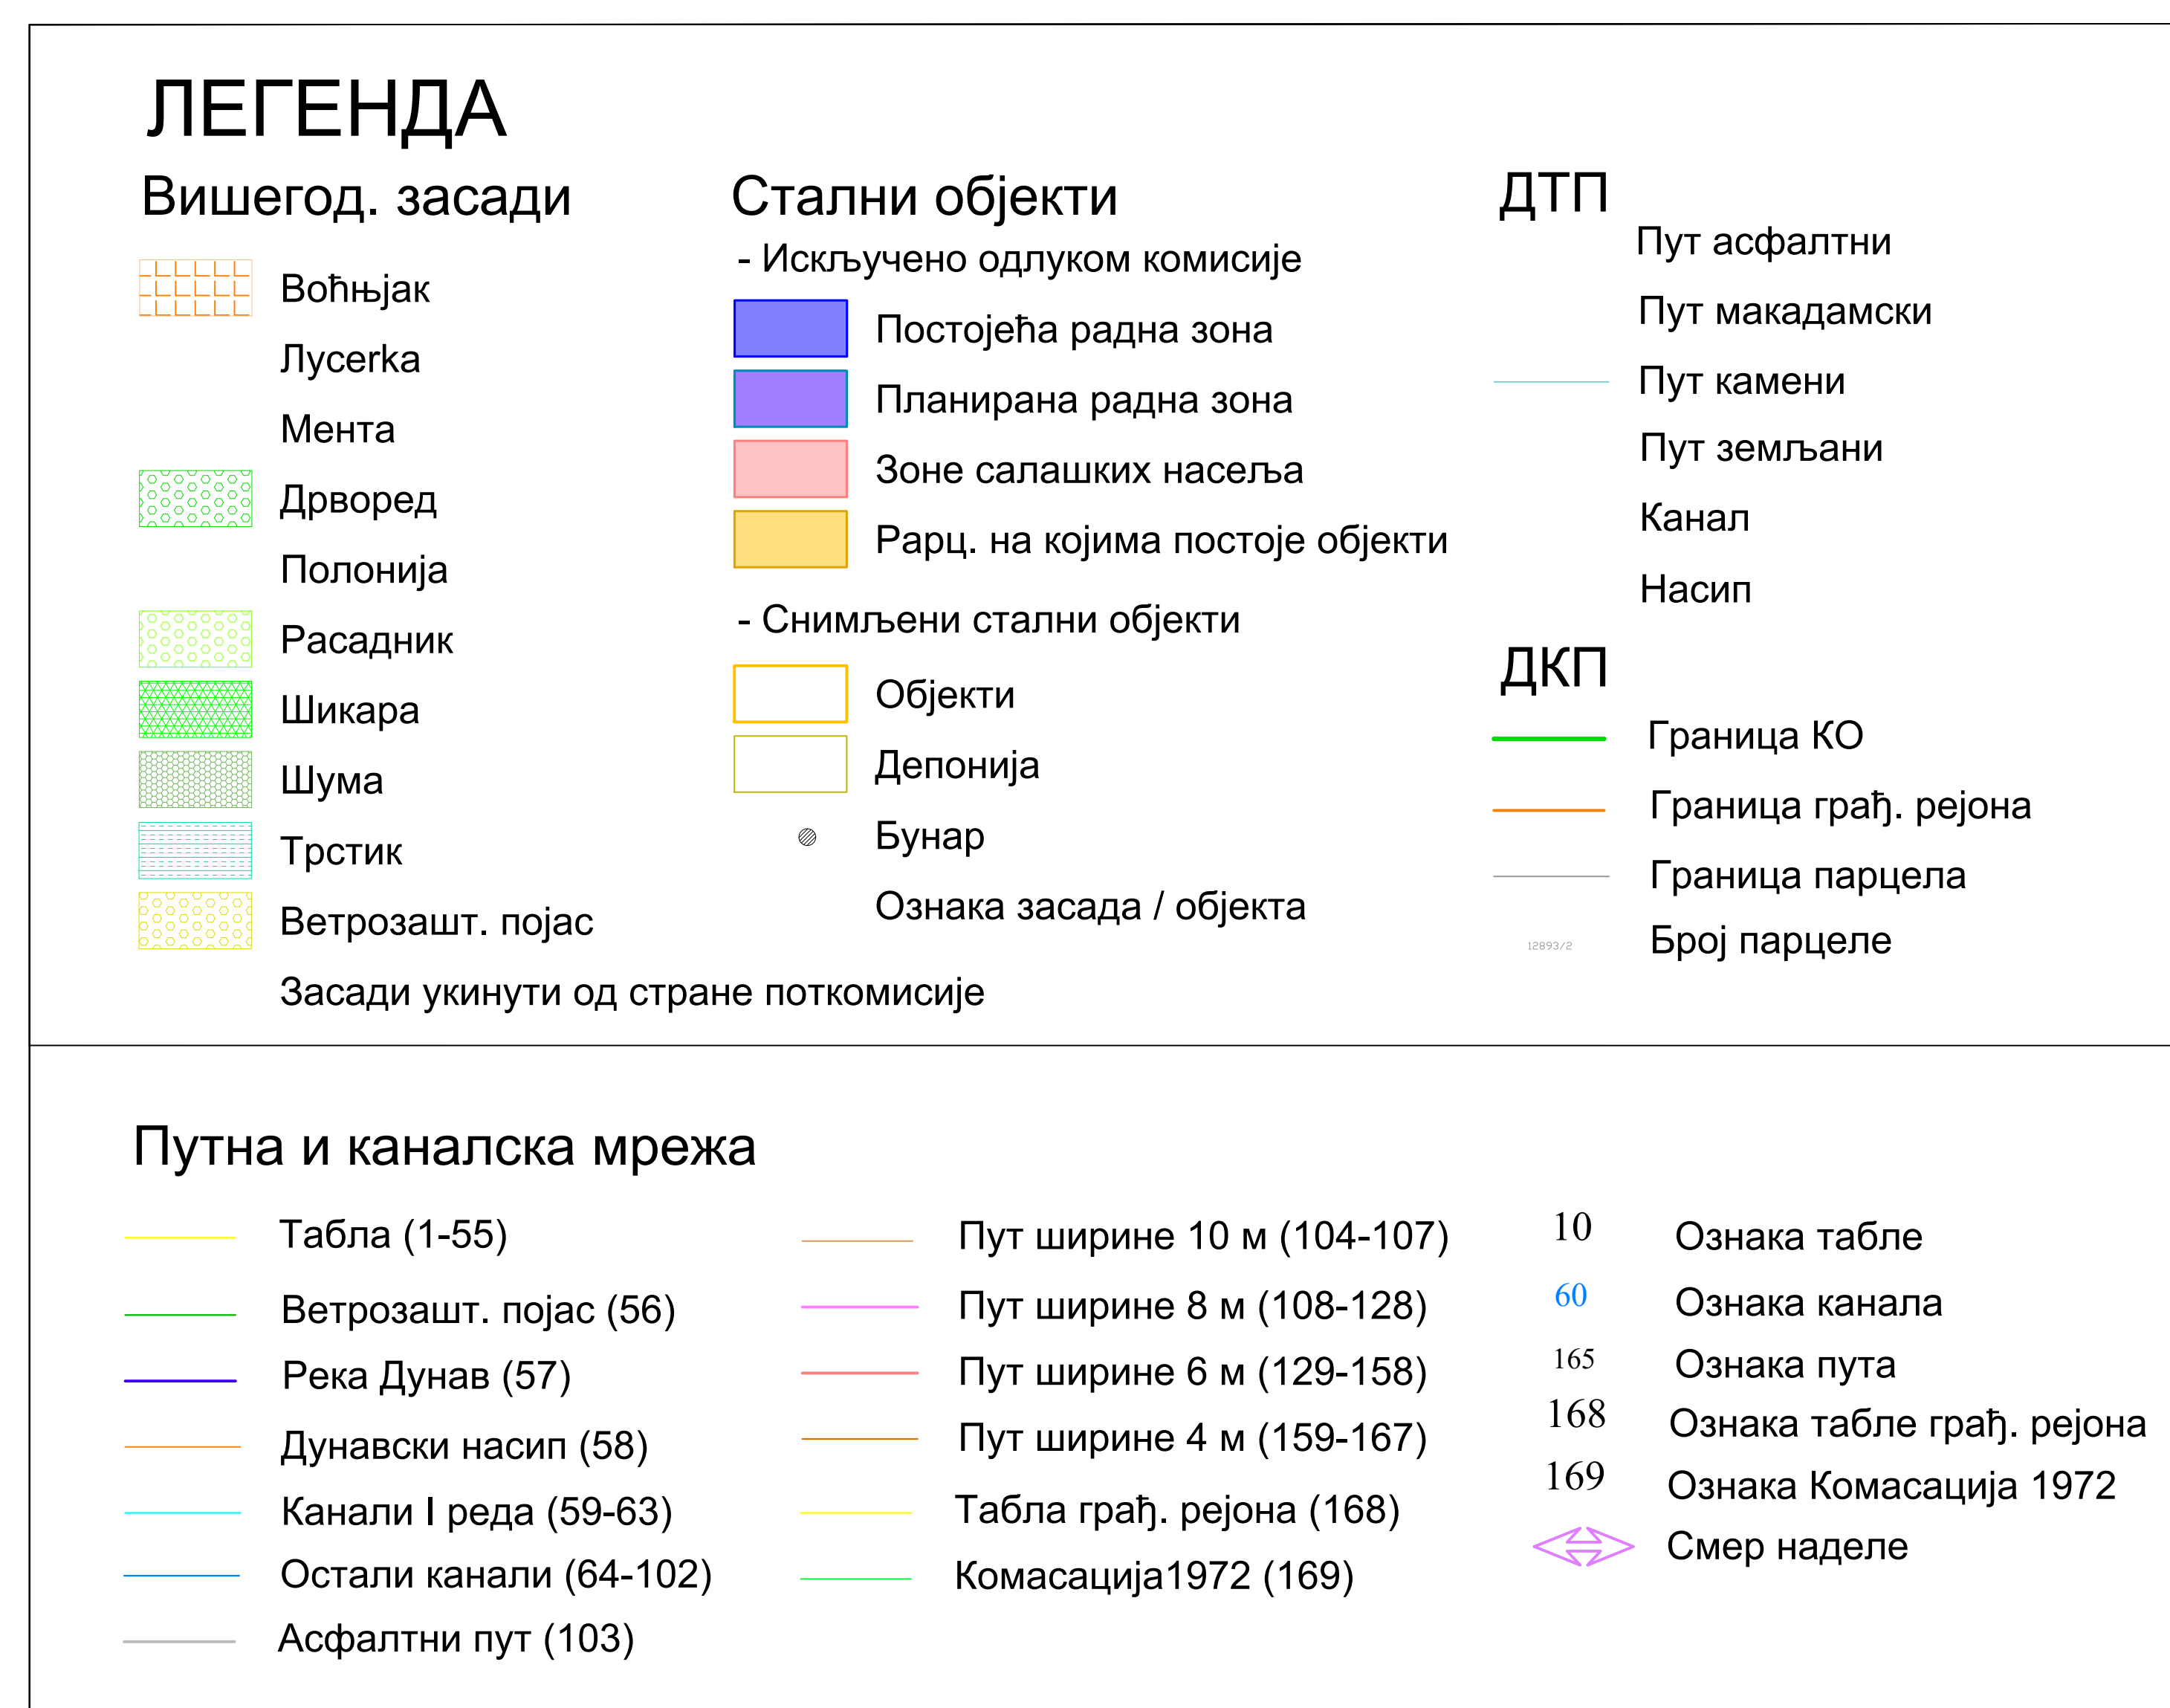 ЛЕГЕНДА
Вишегод. засади
Воћњјак
Лусerka
Мента
Дрворед
Полонија
Расадник
Шикара
Шума
Трстик
Ветрозашт. појас
Засади укинути од стране поткомисије
Стални објекти
- Искључено одлуком комисије
Постојећа радна зона
Планирана радна зона
Зоне салашких насеља
Рарц. на којима постоје објекти
- Снимљени стални објекти
Објекти
Депонија
Бунар
Ознака засада / објекта
ДТП
Пут асфалтни
Пут макадамски
Пут камени
Пут земљани
Канал
Насип
ДКП
Граница КО
Граница грађ. рејона
Граница парцела
12893/2 Број парцеле
Путна и каналска мрежа
Табла (1-55)
Ветрозашт. појас (56)
Река Дунав (57)
Дунавски насип (58)
Канали I реда (59-63)
Остали канали (64-102)
Асфалтни пут (103)
Пут ширине 10 м (104-107)
Пут ширине 8 м (108-128)
Пут ширине 6 м (129-158)
Пут ширине 4 м (159-167)
Табла грађ. рејона (168)
Комасација1972 (169)
10 Ознака табле
60 Ознака канала
165 Ознака пута
168 Ознака табле грађ. рејона
169 Ознака Комасација 1972
Смер наделе